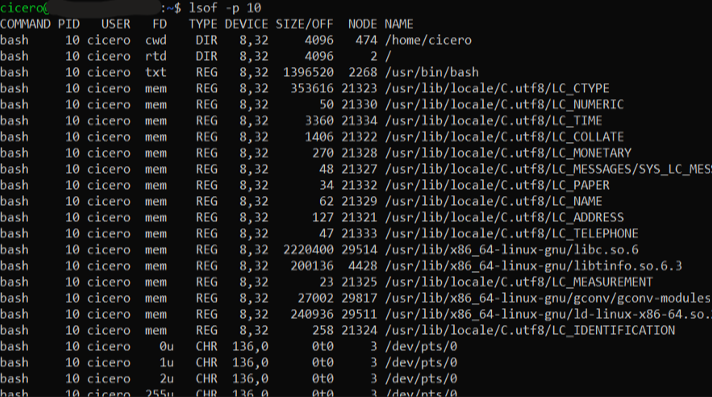 cicero@ :~$ lsof -p 10
COMMAND PID USER FD TYPE DEVICE SIZE/OFF NODE NAME
bash 10 cicero cwd DIR 8,32 4096 474 /home/cicero
bash 10 cicero rtd DIR 8,32 4096 2 /
bash 10 cicero txt REG 8,32 1396520 2268 /usr/bin/bash
bash 10 cicero mem REG 8,32 353616 21323 /usr/lib/locale/C.utf8/LC_CTYPE
bash 10 cicero mem REG 8,32 50 21330 /usr/lib/locale/C.utf8/LC_NUMERIC
bash 10 cicero mem REG 8,32 3360 21334 /usr/lib/locale/C.utf8/LC_TIME
bash 10 cicero mem REG 8,32 1406 21322 /usr/lib/locale/C.utf8/LC_COLLATE
bash 10 cicero mem REG 8,32 270 21328 /usr/lib/locale/C.utf8/LC_MONETARY
bash 10 cicero mem REG 8,32 48 21327 /usr/lib/locale/C.utf8/LC_MESSAGES/SYS_LC_MES
bash 10 cicero mem REG 8,32 34 21332 /usr/lib/locale/C.utf8/LC_PAPER
bash 10 cicero mem REG 8,32 62 21329 /usr/lib/locale/C.utf8/LC_NAME
bash 10 cicero mem REG 8,32 127 21321 /usr/lib/locale/C.utf8/LC_ADDRESS
bash 10 cicero mem REG 8,32 47 21333 /usr/lib/locale/C.utf8/LC_TELEPHONE
bash 10 cicero mem REG 8,32 2220400 29514 /usr/lib/x86_64-linux-gnu/libc.so.6
bash 10 cicero mem REG 8,32 200136 4428 /usr/lib/x86_64-linux-gnu/libtinfo.so.6.3
bash 10 cicero mem REG 8,32 23 21325 /usr/lib/locale/C.utf8/LC_MEASUREMENT
bash 10 cicero mem REG 8,32 27002 29817 /usr/lib/x86_64-linux-gnu/gconv/gconv-modules
bash 10 cicero mem REG 8,32 240936 29511 /usr/lib/x86_64-linux-gnu/ld-linux-x86-64.so.
bash 10 cicero mem REG 8,32 258 21324 /usr/lib/locale/C.utf8/LC_IDENTIFICATION
bash 10 cicero 0u CHR 136,0 0t0 3 /dev/pts/0
bash 10 cicero 1u CHR 136,0 0t0 3 /dev/pts/0
bash 10 cicero 2u CHR 136,0 0t0 3 /dev/pts/0
bash 10 cicero 255u CHR 136,0 0t0 3 /dev/pts/0